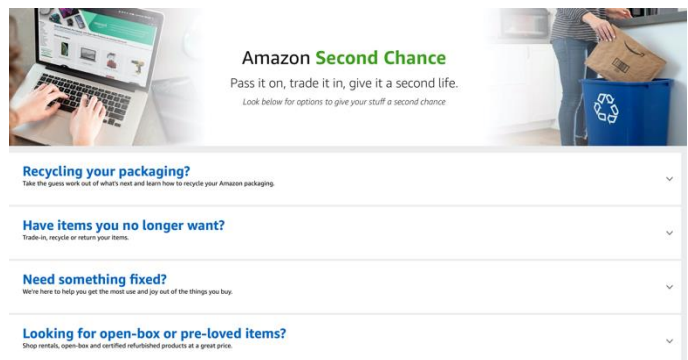 Amazon Second Chance
Pass it on, trade it in, give it a second life.
Look below for options to give your stuff a second chance
Recycling your packaging?
Take the guess work out of what's next and learn how to recycle your Amazon packaging.
Have items you no longer want?
Trade-in, recycle or return your items.
Need something fixed?
We're here to help you get the most use and joy out of the things you buy.
Looking for open-box or pre-loved items?
Shop rentals, open-box and certified refurbished products at a great price.